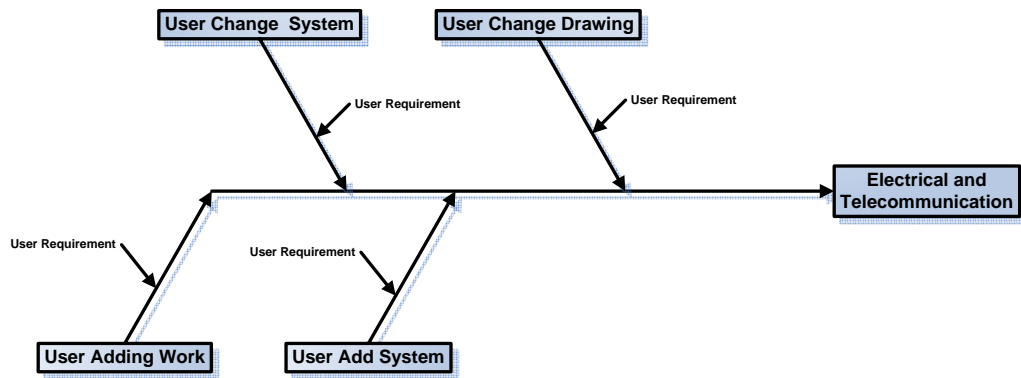 User Change System
User Change Drawing
User Requirement
User Requirement
Electrical and
Telecommunication
User Requirement
User Requirement
User Adding Work
User Add System